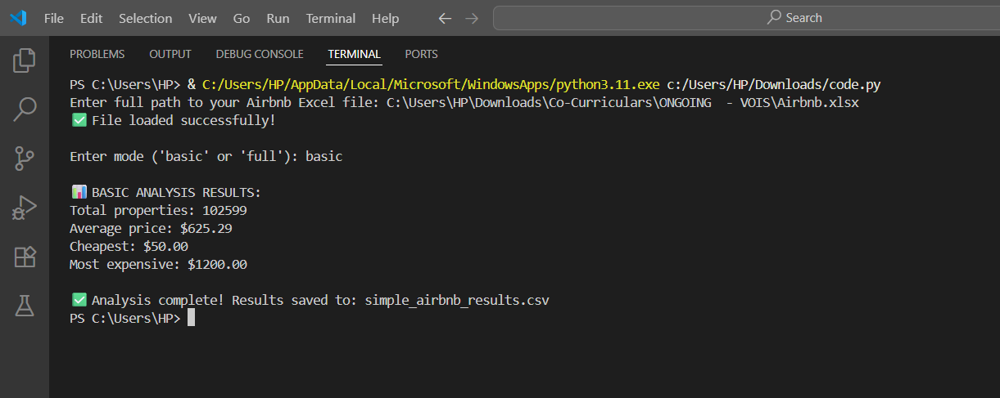 File Edit Selection View Go Run Terminal Help Search
PROBLEMS OUTPUT DEBUG CONSOLE TERMINAL PORTS
PS C:\Users\HP> & C:/Users/HP/AppData/Local/Microsoft/WindowsApps/python3.11.exe c:/Users/HP/Downloads/code.py
Enter full path to your Airbnb Excel file: C:\Users\HP\Downloads\Co-Curriculars\ONGOING  - VOIS\Airbnb.xlsx
✅ File loaded successfully!
Enter mode ('basic' or 'full'): basic
📊 BASIC ANALYSIS RESULTS:
Total properties: 102599
Average price: $625.29
Cheapest: $50.00
Most expensive: $1200.00
✅ Analysis complete! Results saved to: simple_airbnb_results.csv
PS C:\Users\HP>